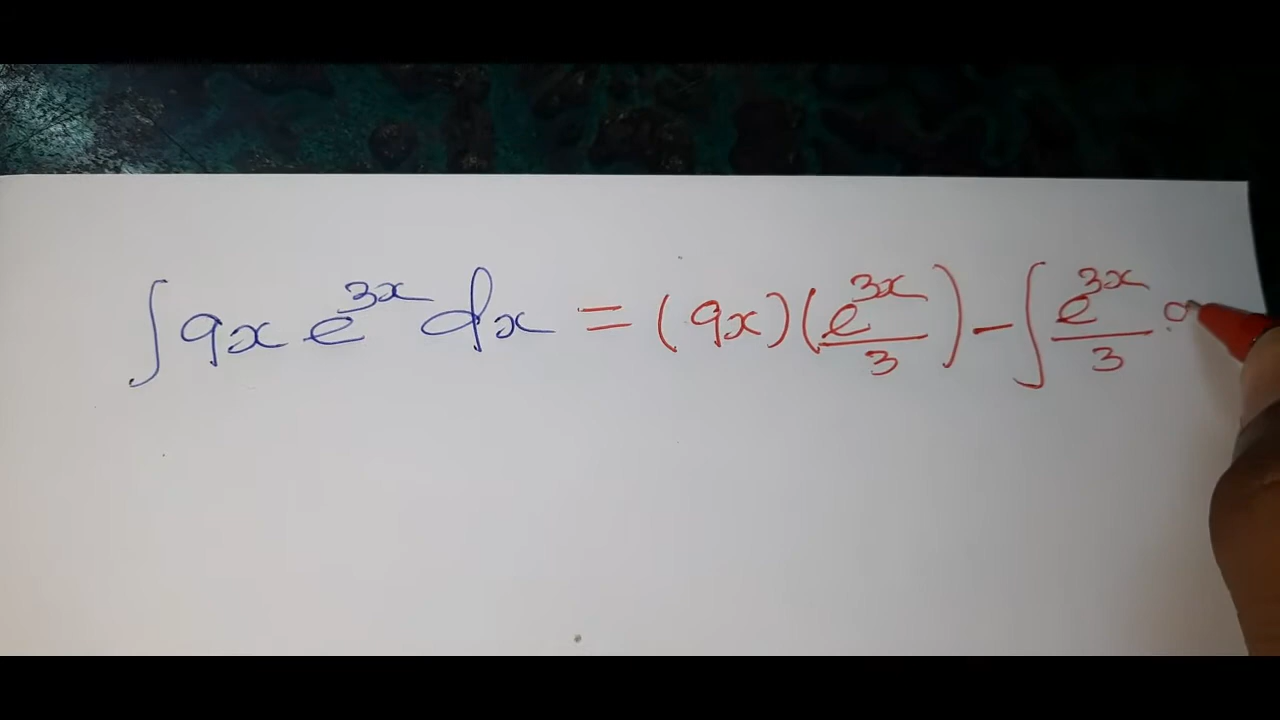 ∫ 9x e^{3x} dx = (9x)(e^{3x}/3) − ∫ e^{3x}/3 ·